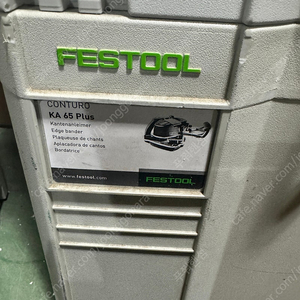 FESTOOL
CONTURO
KA 65 Plus
Kantenanleimer
Edge bander
Plaqueuse de chants
Aplacadora de cantos
Bordatrice
www.festool.com
FESTOOL